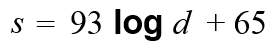 s = 93 log d + 65